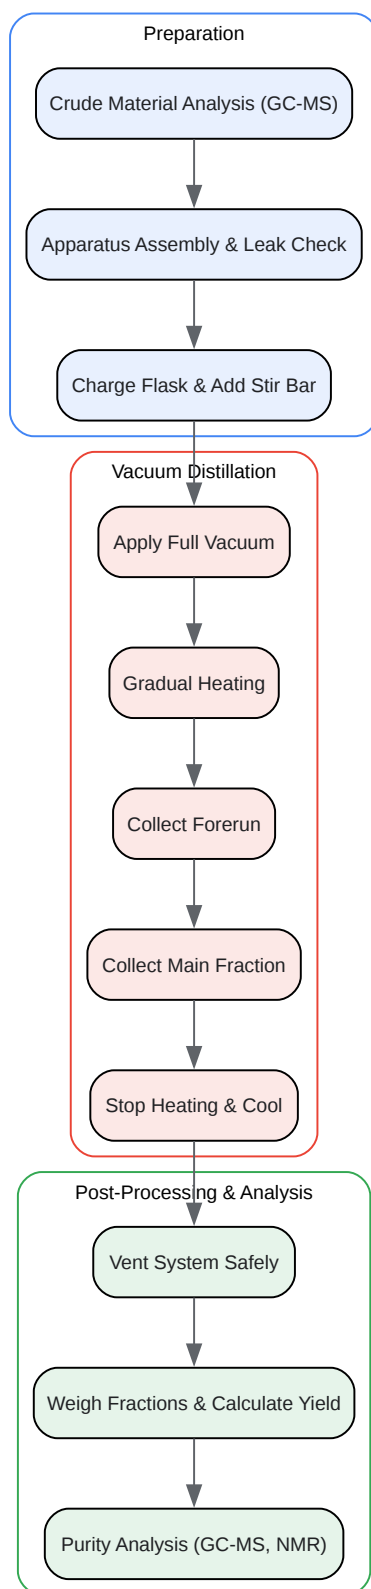 Preparation
Crude Material Analysis (GC-MS)
Apparatus Assembly & Leak Check
Charge Flask & Add Stir Bar
Vacuum Distillation
Apply Full Vacuum
Gradual Heating
Collect Forerun
Collect Main Fraction
Stop Heating & Cool
Post-Processing & Analysis
Vent System Safely
Weigh Fractions & Calculate Yield
Purity Analysis (GC-MS, NMR)